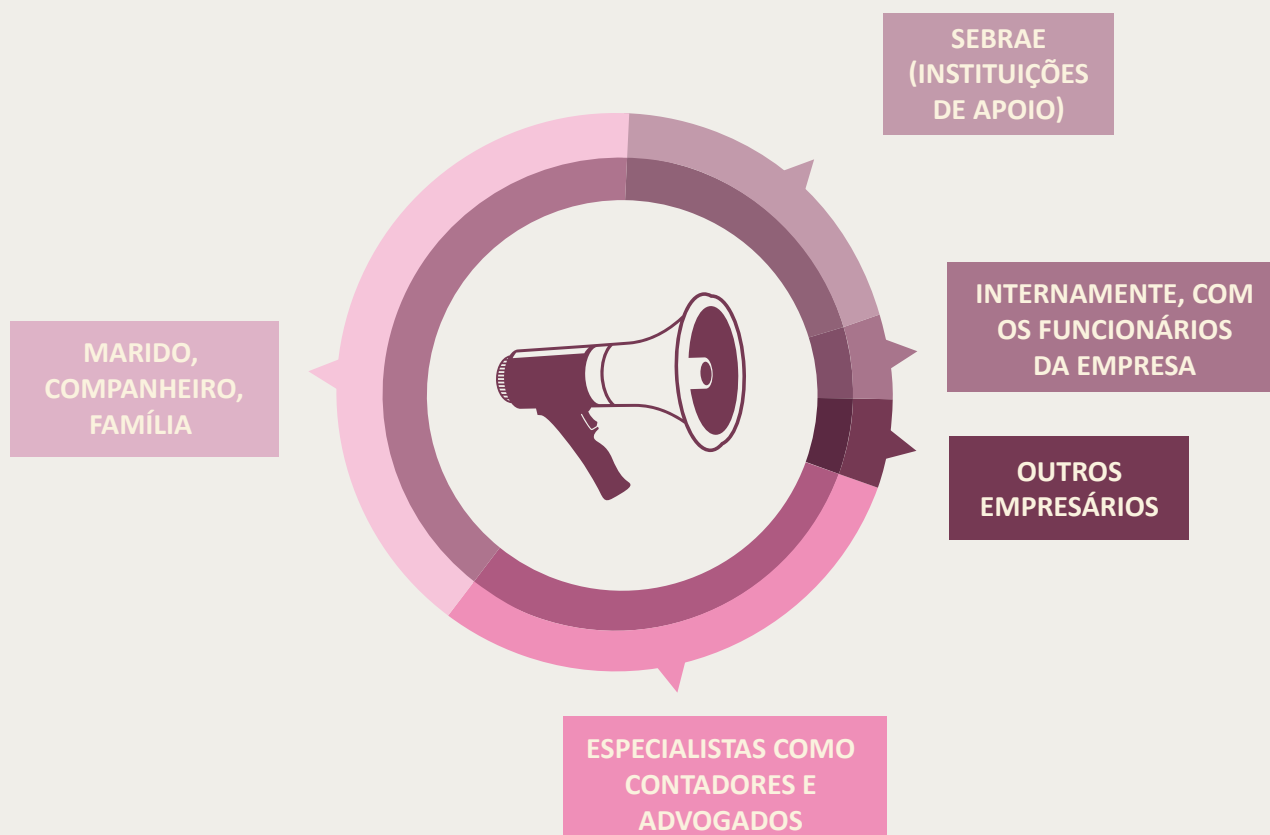 SEBRAE
(INSTITUIÇÕES
DE APOIO)
INTERNAMENTE, COM
OS FUNCIONÁRIOS
DA EMPRESA
MARIDO,
COMPANHEIRO,
FAMÍLIA
OUTROS
EMPRESÁRIOS
ESPECIALISTAS COMO
CONTADORES E
ADVOGADOS